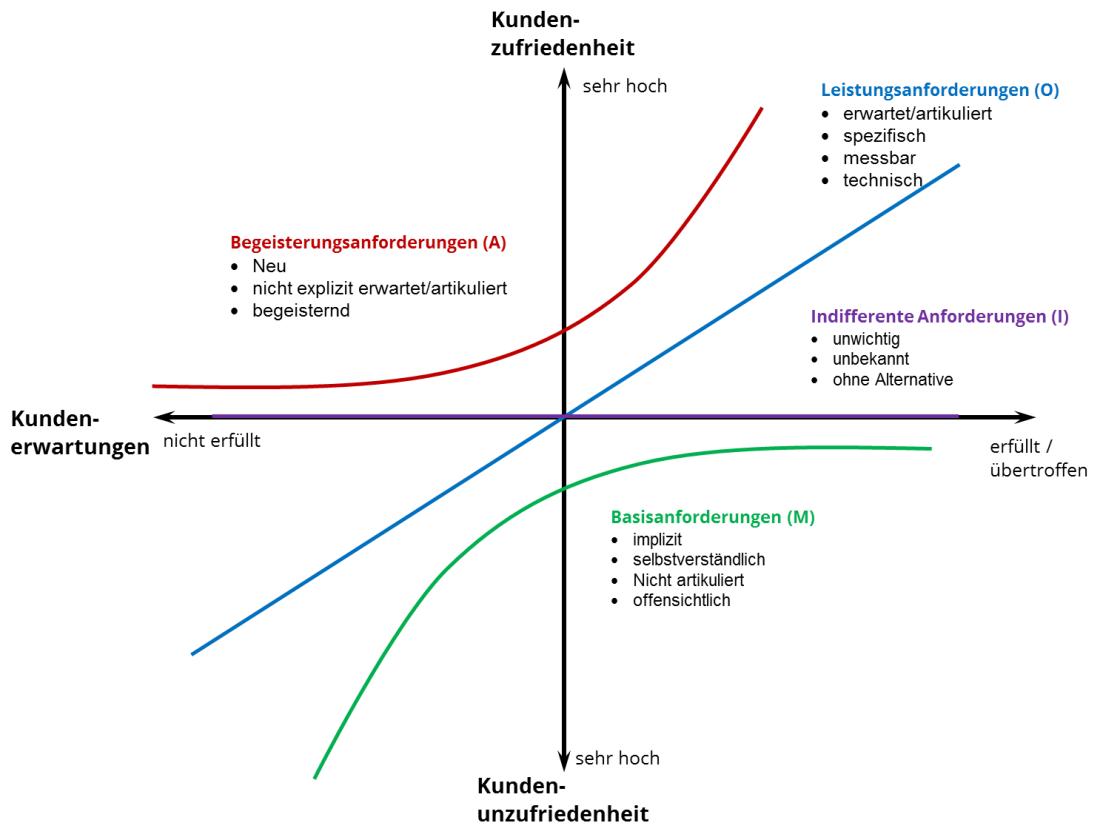 Kunden-
zufriedenheit
sehr hoch
Leistungsanforderungen (O)
• erwartet/artikuliert
• spezifisch
• messbar
• technisch
Begeisterungsanforderungen (A)
• Neu
• nicht explizit erwartet/artikuliert
• begeisternd
Indifferente Anforderungen (I)
• unwichtig
• unbekannt
• ohne Alternative
Kunden-
erwartungen
nicht erfüllt
erfüllt /
übertroffen
Basisanforderungen (M)
• implizit
• selbstverständlich
• Nicht artikuliert
• offensichtlich
sehr hoch
Kunden-
unzufriedenheit